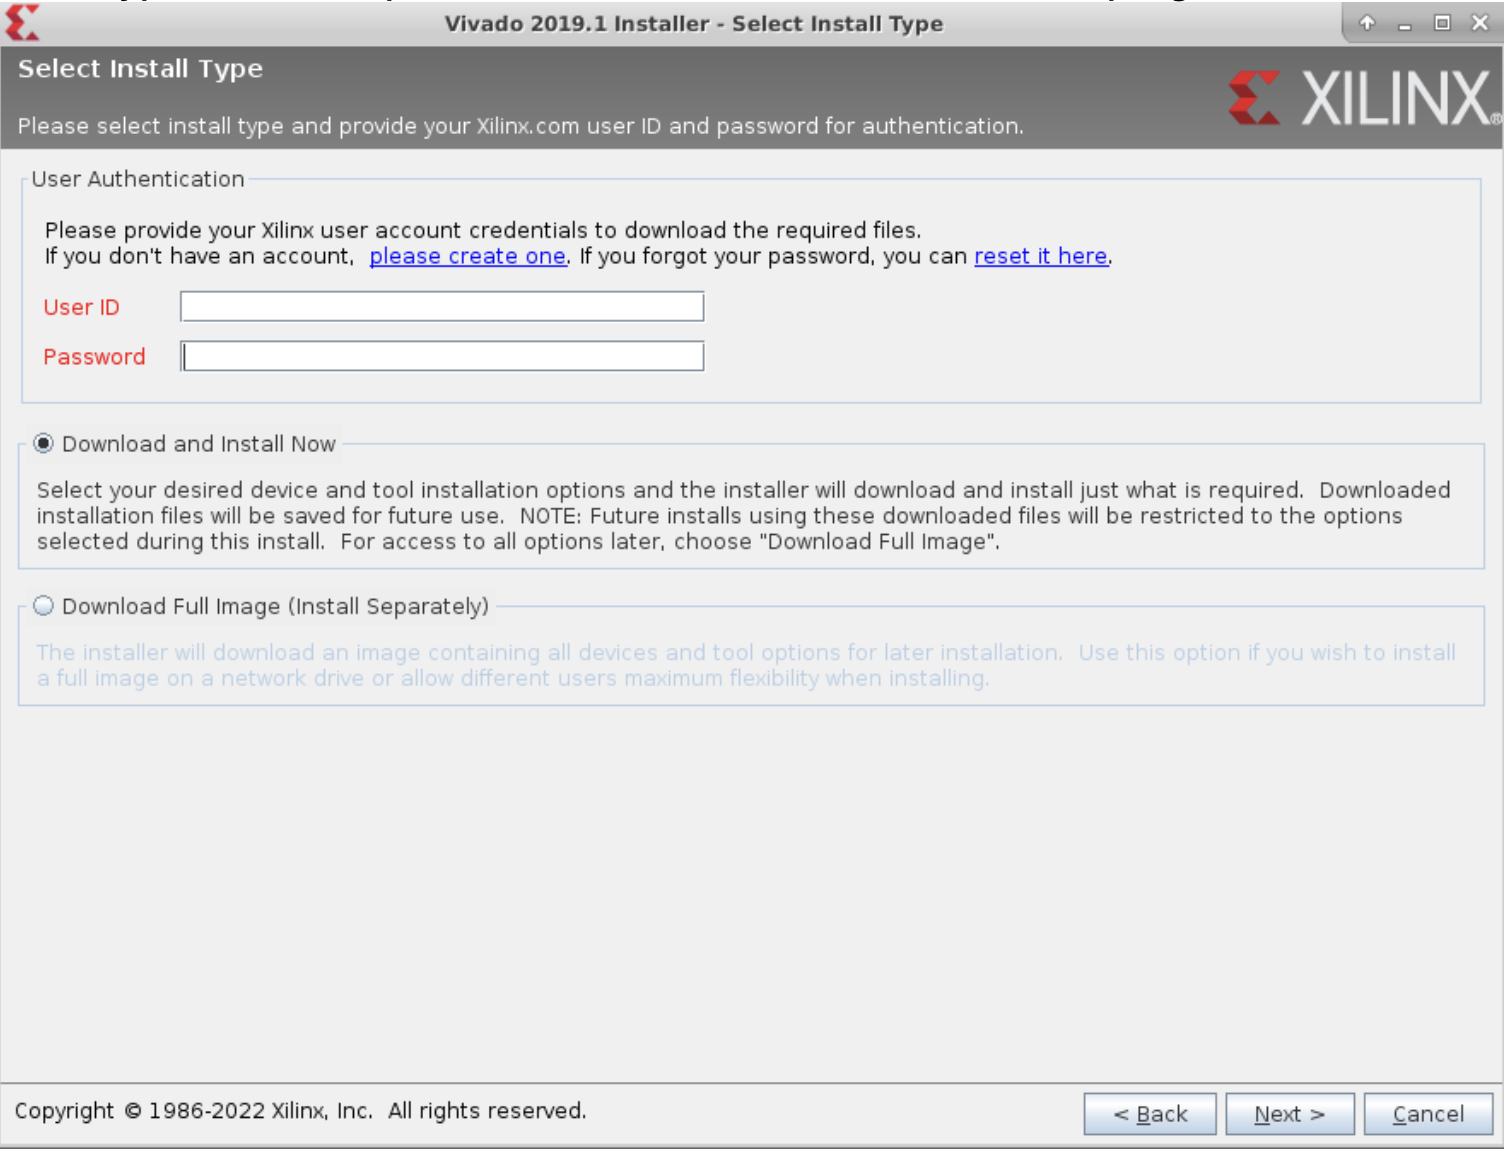 Vivado 2019.1 Installer - Select Install Type
Select Install Type
XILINX®
Please select install type and provide your Xilinx.com user ID and password for authentication.
User Authentication
Please provide your Xilinx user account credentials to download the required files.
If you don't have an account, please create one. If you forgot your password, you can reset it here.
User ID
Password
Download and Install Now
Select your desired device and tool installation options and the installer will download and install just what is required. Downloaded
installation files will be saved for future use. NOTE: Future installs using these downloaded files will be restricted to the options
selected during this install. For access to all options later, choose "Download Full Image".
Download Full Image (Install Separately)
The installer will download an image containing all devices and tool options for later installation. Use this option if you wish to install
a full image on a network drive or allow different users maximum flexibility when installing.
Copyright © 1986-2022 Xilinx, Inc. All rights reserved.
< Back Next > Cancel